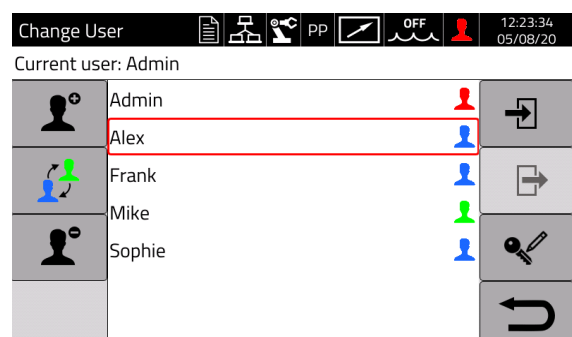 Change User PP OFF 12:23:34
05/08/20
Current user: Admin
Admin
Alex
Frank
Mike
Sophie